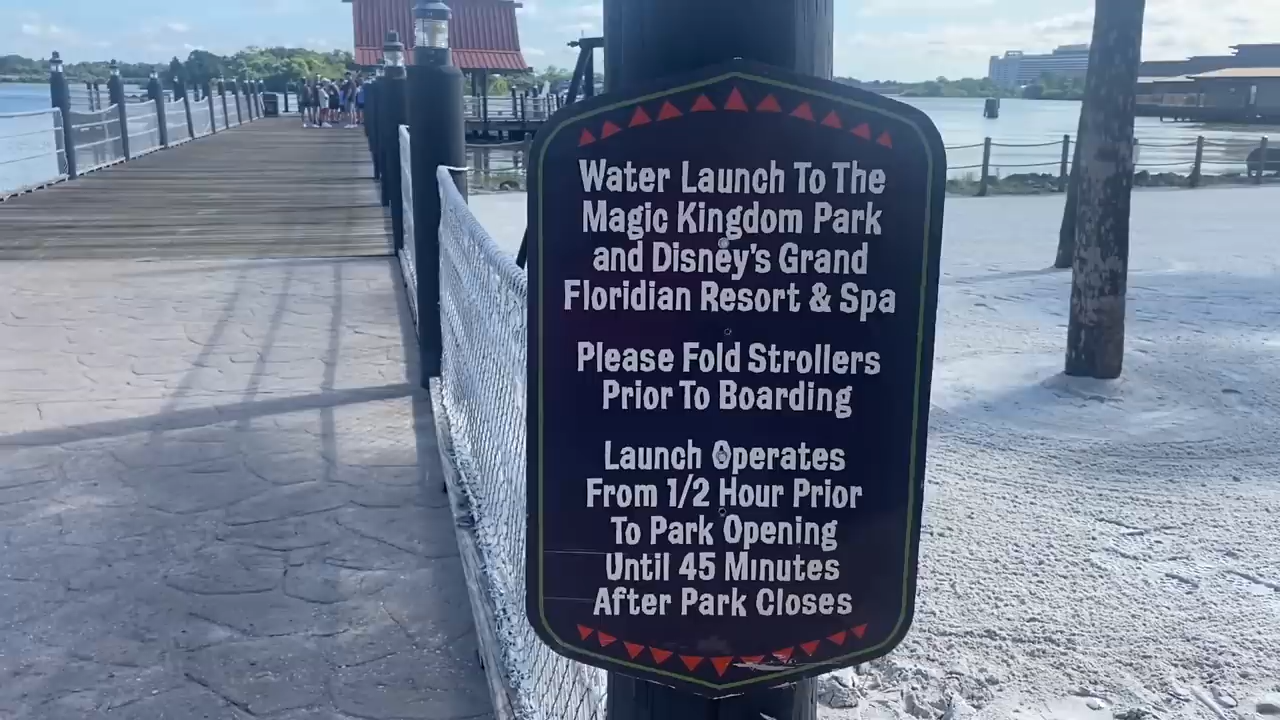 Water Launch To The
Magic Kingdom Park
and Disney's Grand
Floridian Resort & Spa
Please Fold Strollers
Prior To Boarding
Launch Operates
From 1/2 Hour Prior
To Park Opening
Until 45 Minutes
After Park Closes